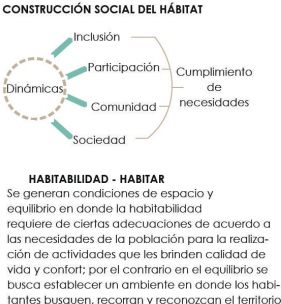 CONSTRUCCIÓN SOCIAL DEL HÁBITAT
Inclusión
Participación
Dinámicas
Comunidad
Sociedad
Cumplimiento
de
necesidades
HABITABILIDAD - HABITAR
Se generan condiciones de espacio y
equilibrio en donde la habitabilidad
requiere de ciertas adecuaciones de acuerdo a
las necesidades de la población para la realiza-
ción de actividades que les brinden calidad de
vida y confort; por el contrario en el equilibrio se
busca establecer un ambiente en donde los habi-
tantes busquen, recorran y reconozcan el territorio